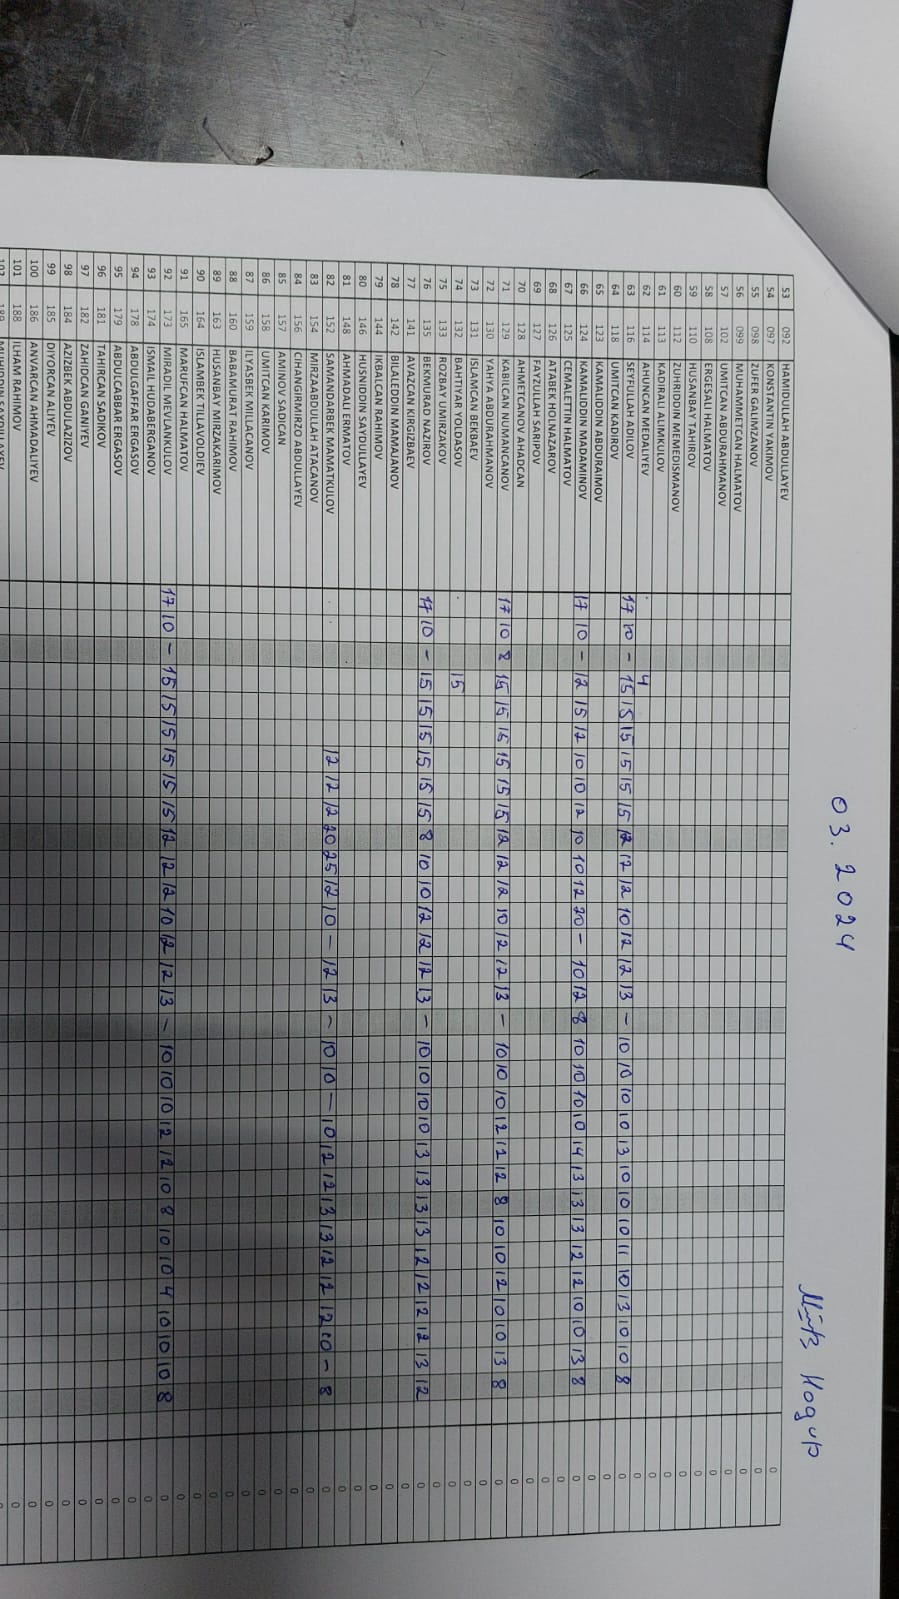 03. 2024
Нодир
53 092 HAMIDULLAH ABDULLAYEV 0
54 097 KONSTANTIN YAKIMOV 0
55 098 ZUFER GALIMZANOV 0
56 099 MUHAMMETCAN HALMATOV 0
57 102 UMITCAN ABDURAHMANOV 0
58 108 ERGESALI HALMATOV 0
59 110 HUSANBAY TAHIROV 0
60 112 ZUHRIDDIN MEMEDISMANOV 0
61 113 KADIRALI ALIMKULOV 0
62 114 AHUNCAN MEDALIYEV 4 0
63 116 SEYFULLAH ADILOV 17 10 - 15 15 15 15 15 15 12 12 12 10 12 12 13 - 10 10 10 10 13 10 10 10 11 10 13 10 10 8 0
64 118 UMITCAN KADIROV 0
65 123 KAMALIDDIN ABDURAIMOV 0
66 124 KAMALIDDIN MADAMINOV 17 10 - 12 15 12 10 10 12 10 10 12 20 - 10 12 8 10 10 10 10 14 13 13 13 12 12 10 10 13 8 0
67 125 CEMALETTIN HALMATOV 0
68 126 ATABEK HOLNAZAROV 0
69 127 FAYZULLAH SARIPOV 0
70 128 AHMETCANOV AHADCAN 0
71 129 KABILCAN NUMANCANOV 17 10 8 15 15 15 15 15 15 12 12 12 10 12 12 13 - 10 10 10 12 12 12 8 10 10 12 10 10 13 8 0
72 130 YAHYA ABDURAHMANOV 0
73 131 ISLAMCAN BEKBAEV 0
74 132 BAHTIYAR YOLDASOV 15 0
75 133 ROZBAY UMIRZAKOV 0
76 135 BEKMURAD NAZIROV 17 10 - 15 15 15 15 15 15 8 10 10 12 12 12 13 - 10 10 10 10 13 13 13 13 12 12 12 12 13 12 0
77 141 AVAZCAN KIRGIZBAEV 0
78 142 BILALEDDIN MAMAJANOV 0
79 144 IKBALCAN RAHIMOV 0
80 146 HUSNIDDIN SAYDULLAYEV 0
81 148 AHMADALI ERMATOV 0
82 152 SAMANDARBEK MAMATKULOV 12 12 12 20 25 12 10 - 12 13 - 10 10 - 10 12 12 13 13 12 12 12 10 - 8 0
83 154 MIRZAABDULLAH ATACANOV 0
84 156 CIHANGIRMIRZO ABDULLAYEV 0
85 157 AMINOV SADICAN 0
86 158 UMITCAN KARIMOV 0
87 159 ILYASBEK MILLACANOV 0
88 160 BABAMURAT RAHIMOV 0
89 163 HUSANBAY MIRZAKARIMOV 0
90 164 ISLAMBEK TILLAVOLDIEV 0
91 165 MARUFCAN HALMATOV 0
92 173 MIRADIL MEVLANKULOV 17 10 - 15 15 15 15 15 15 12 12 12 10 12 12 13 - 10 10 10 12 12 10 8 10 10 4 10 10 10 8 0
93 174 ISMAIL HUDABERGANOV 0
94 178 ABDULGAFFAR ERGASOV 0
95 179 ABDULCABBAR ERGASOV 0
96 181 TAHIRCAN SADIKOV 0
97 182 ZAHIDCAN GANIYEV 0
98 184 AZIZBEK ABDULAZIZOV 0
99 185 DIYORCAN ALIYEV 0
100 186 ANVARCAN AHMADALIYEV 0
101 188 ILHAM RAHIMOV 0
102 189 MUHIDDIN SAYDILLAYEV